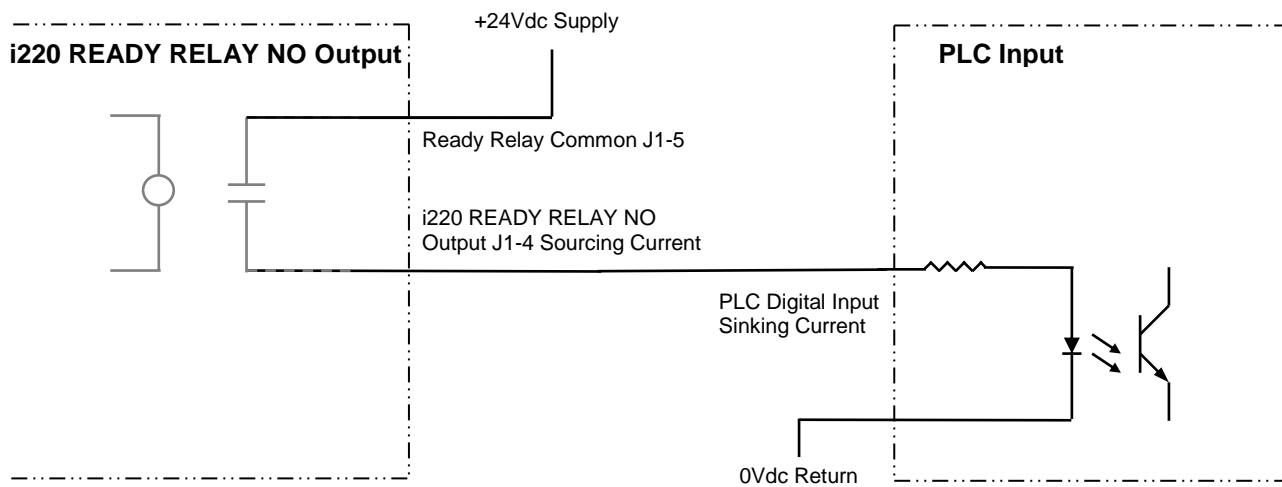 +24Vdc Supply
i220 READY RELAY NO Output
PLC Input
Ready Relay Common J1-5
i220 READY RELAY NO
Output J1-4 Sourcing Current
PLC Digital Input
Sinking Current
0Vdc Return